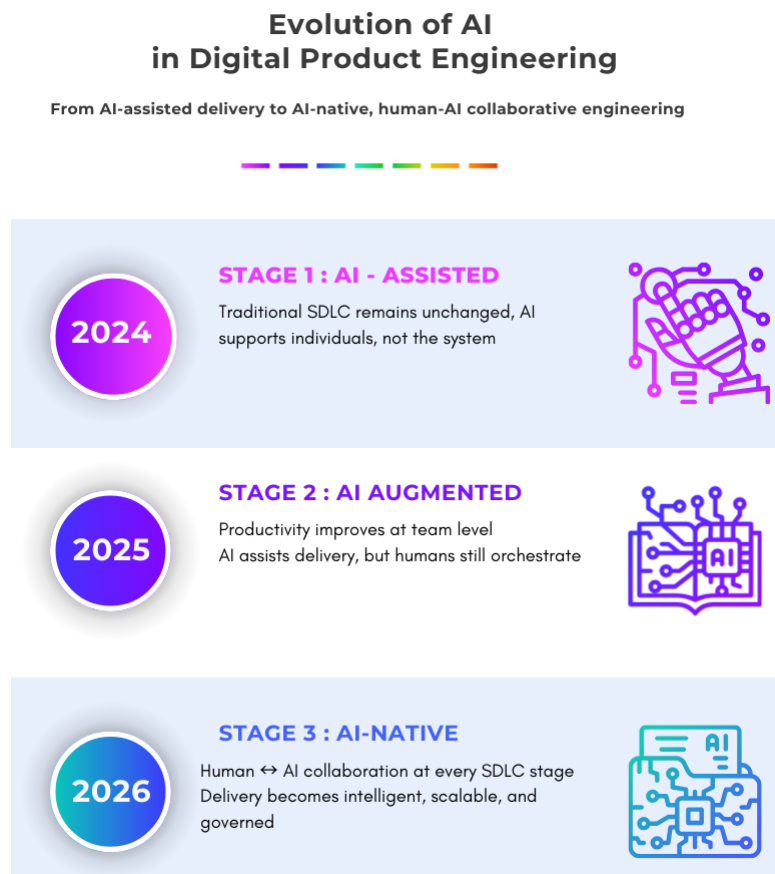 Evolution of AI
in Digital Product Engineering
From AI-assisted delivery to AI-native, human-AI collaborative engineering
2024
STAGE 1 : AI - ASSISTED
Traditional SDLC remains unchanged, AI
supports individuals, not the system
2025
STAGE 2 : AI AUGMENTED
Productivity improves at team level
AI assists delivery, but humans still orchestrate
AI
2026
STAGE 3 : AI-NATIVE
Human ↔ AI collaboration at every SDLC stage
Delivery becomes intelligent, scalable, and
governed
AI